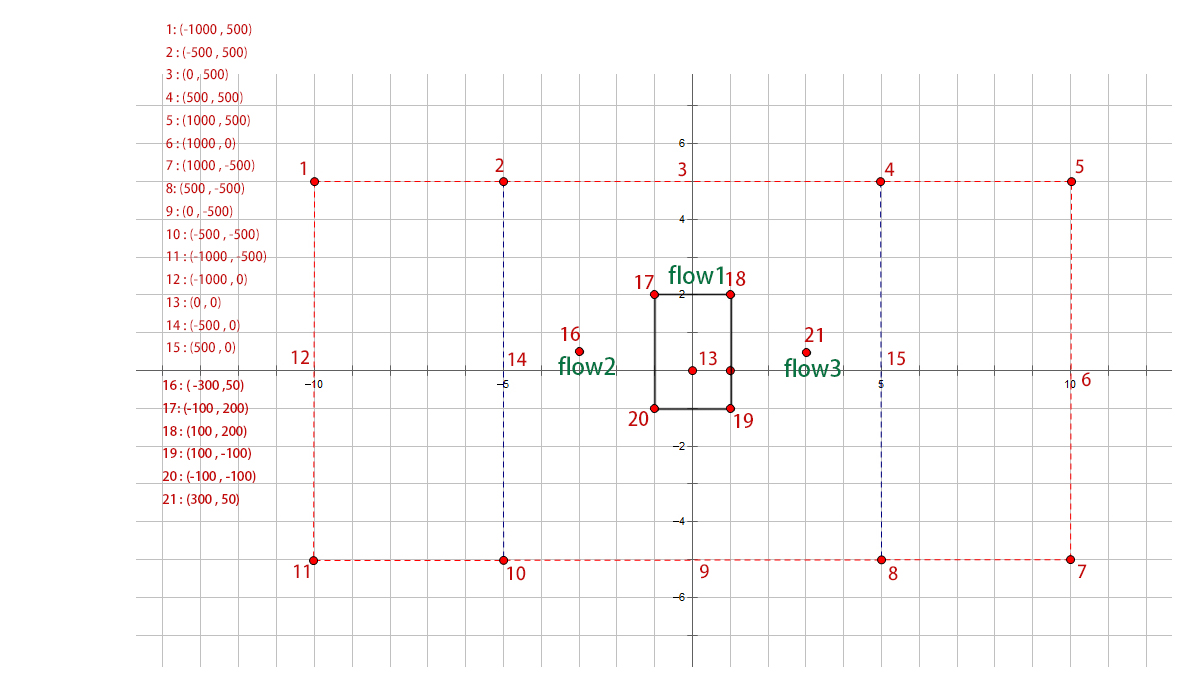 1: (-1000 , 500)
2 : (-500 , 500)
3 : (0 , 500)
4 : (500 , 500)
5 : (1000 , 500)
6 : (1000 , 0)
7 : (1000 , -500)
8: (500 , -500)
9 : (0 , -500)
10 : (-500 , -500)
11 : (-1000 , -500)
12 : (-1000 , 0)
13 : (0 , 0)
14 : (-500 , 0)
15 : (500 , 0)
16 : ( -300 ,50)
17: (-100 , 200)
18 : (100 , 200)
19 : (100 , -100)
20 : (-100 , -100)
21 : (300 , 50)
6
1
2
3
4
5
4
17
flow1
18
2
16
21
flow2
13
flow3
12
14
15
−10
−5
5
10
6
20
19
−2
−4
11
10
9
8
7
−6